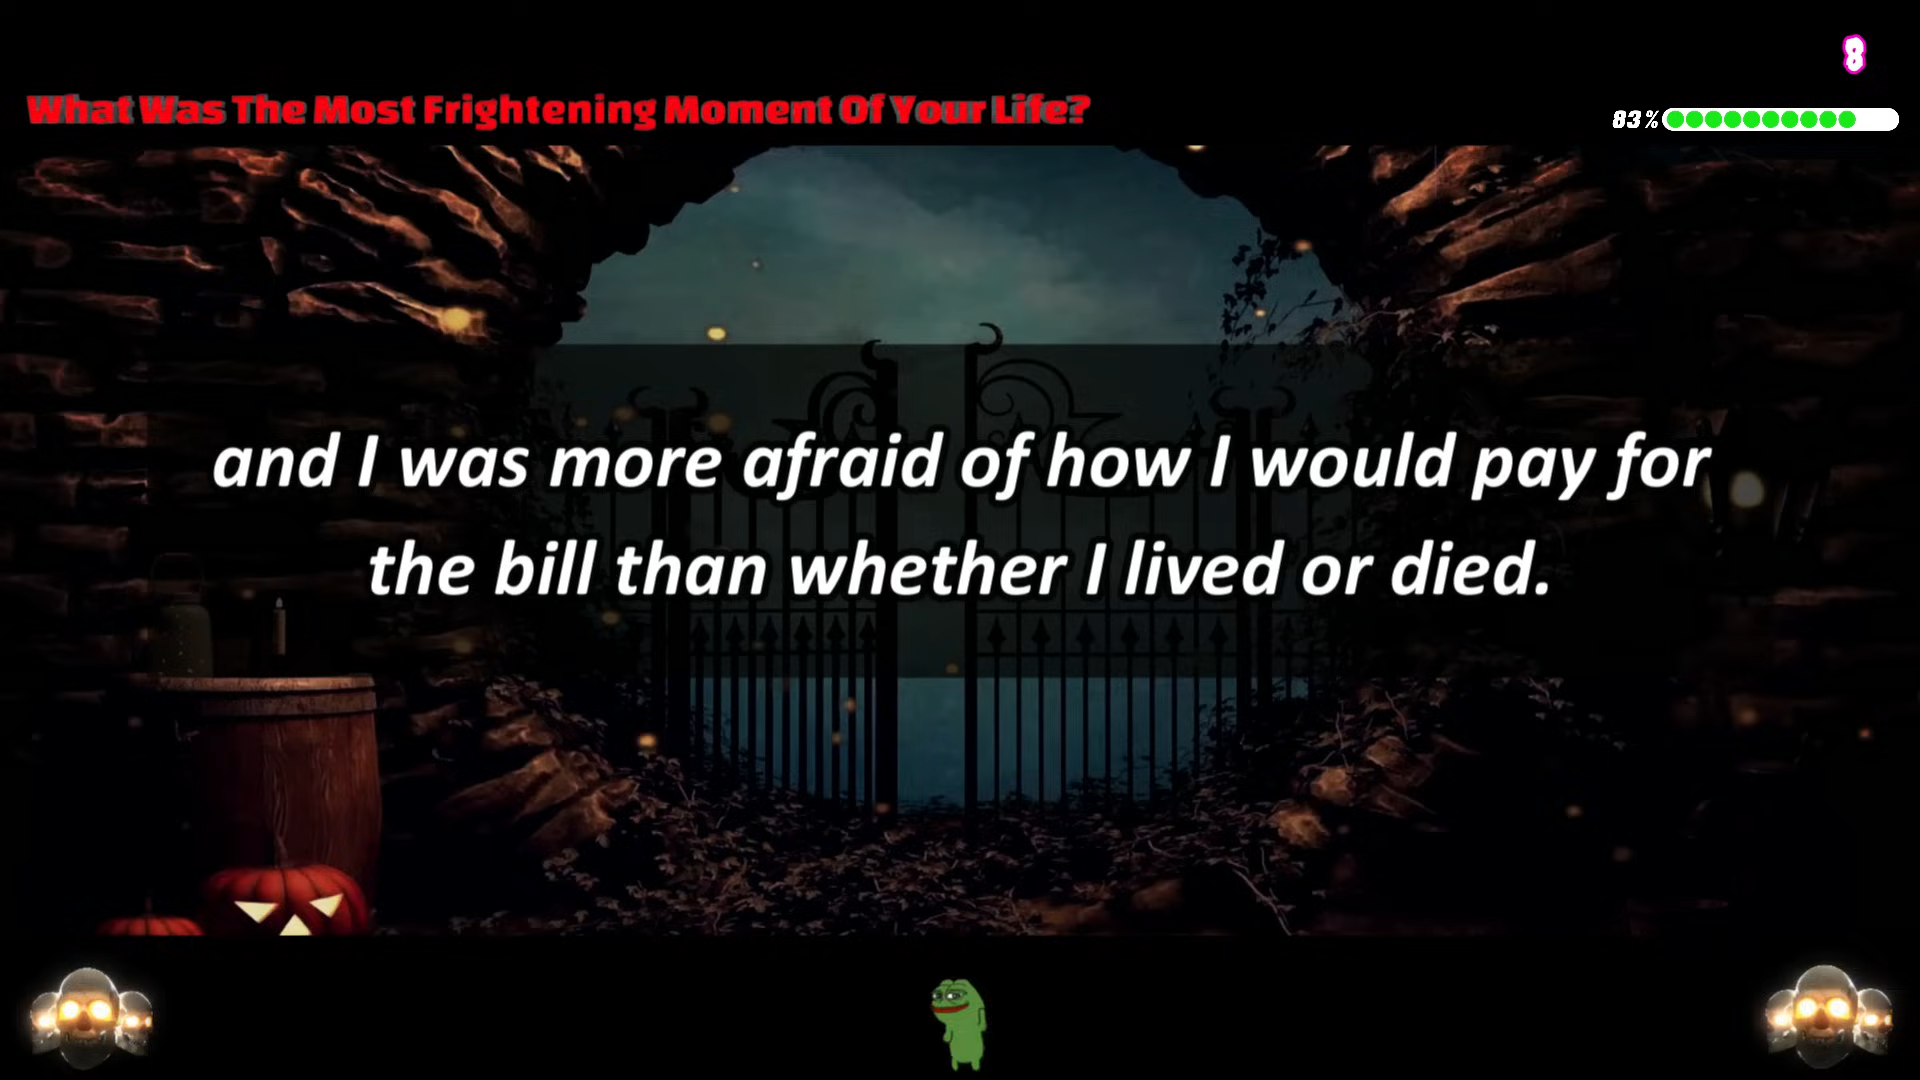 8
What Was The Most Frightening Moment Of Your Life?
83%
and I was more afraid of how I would pay for
the bill than whether I lived or died.